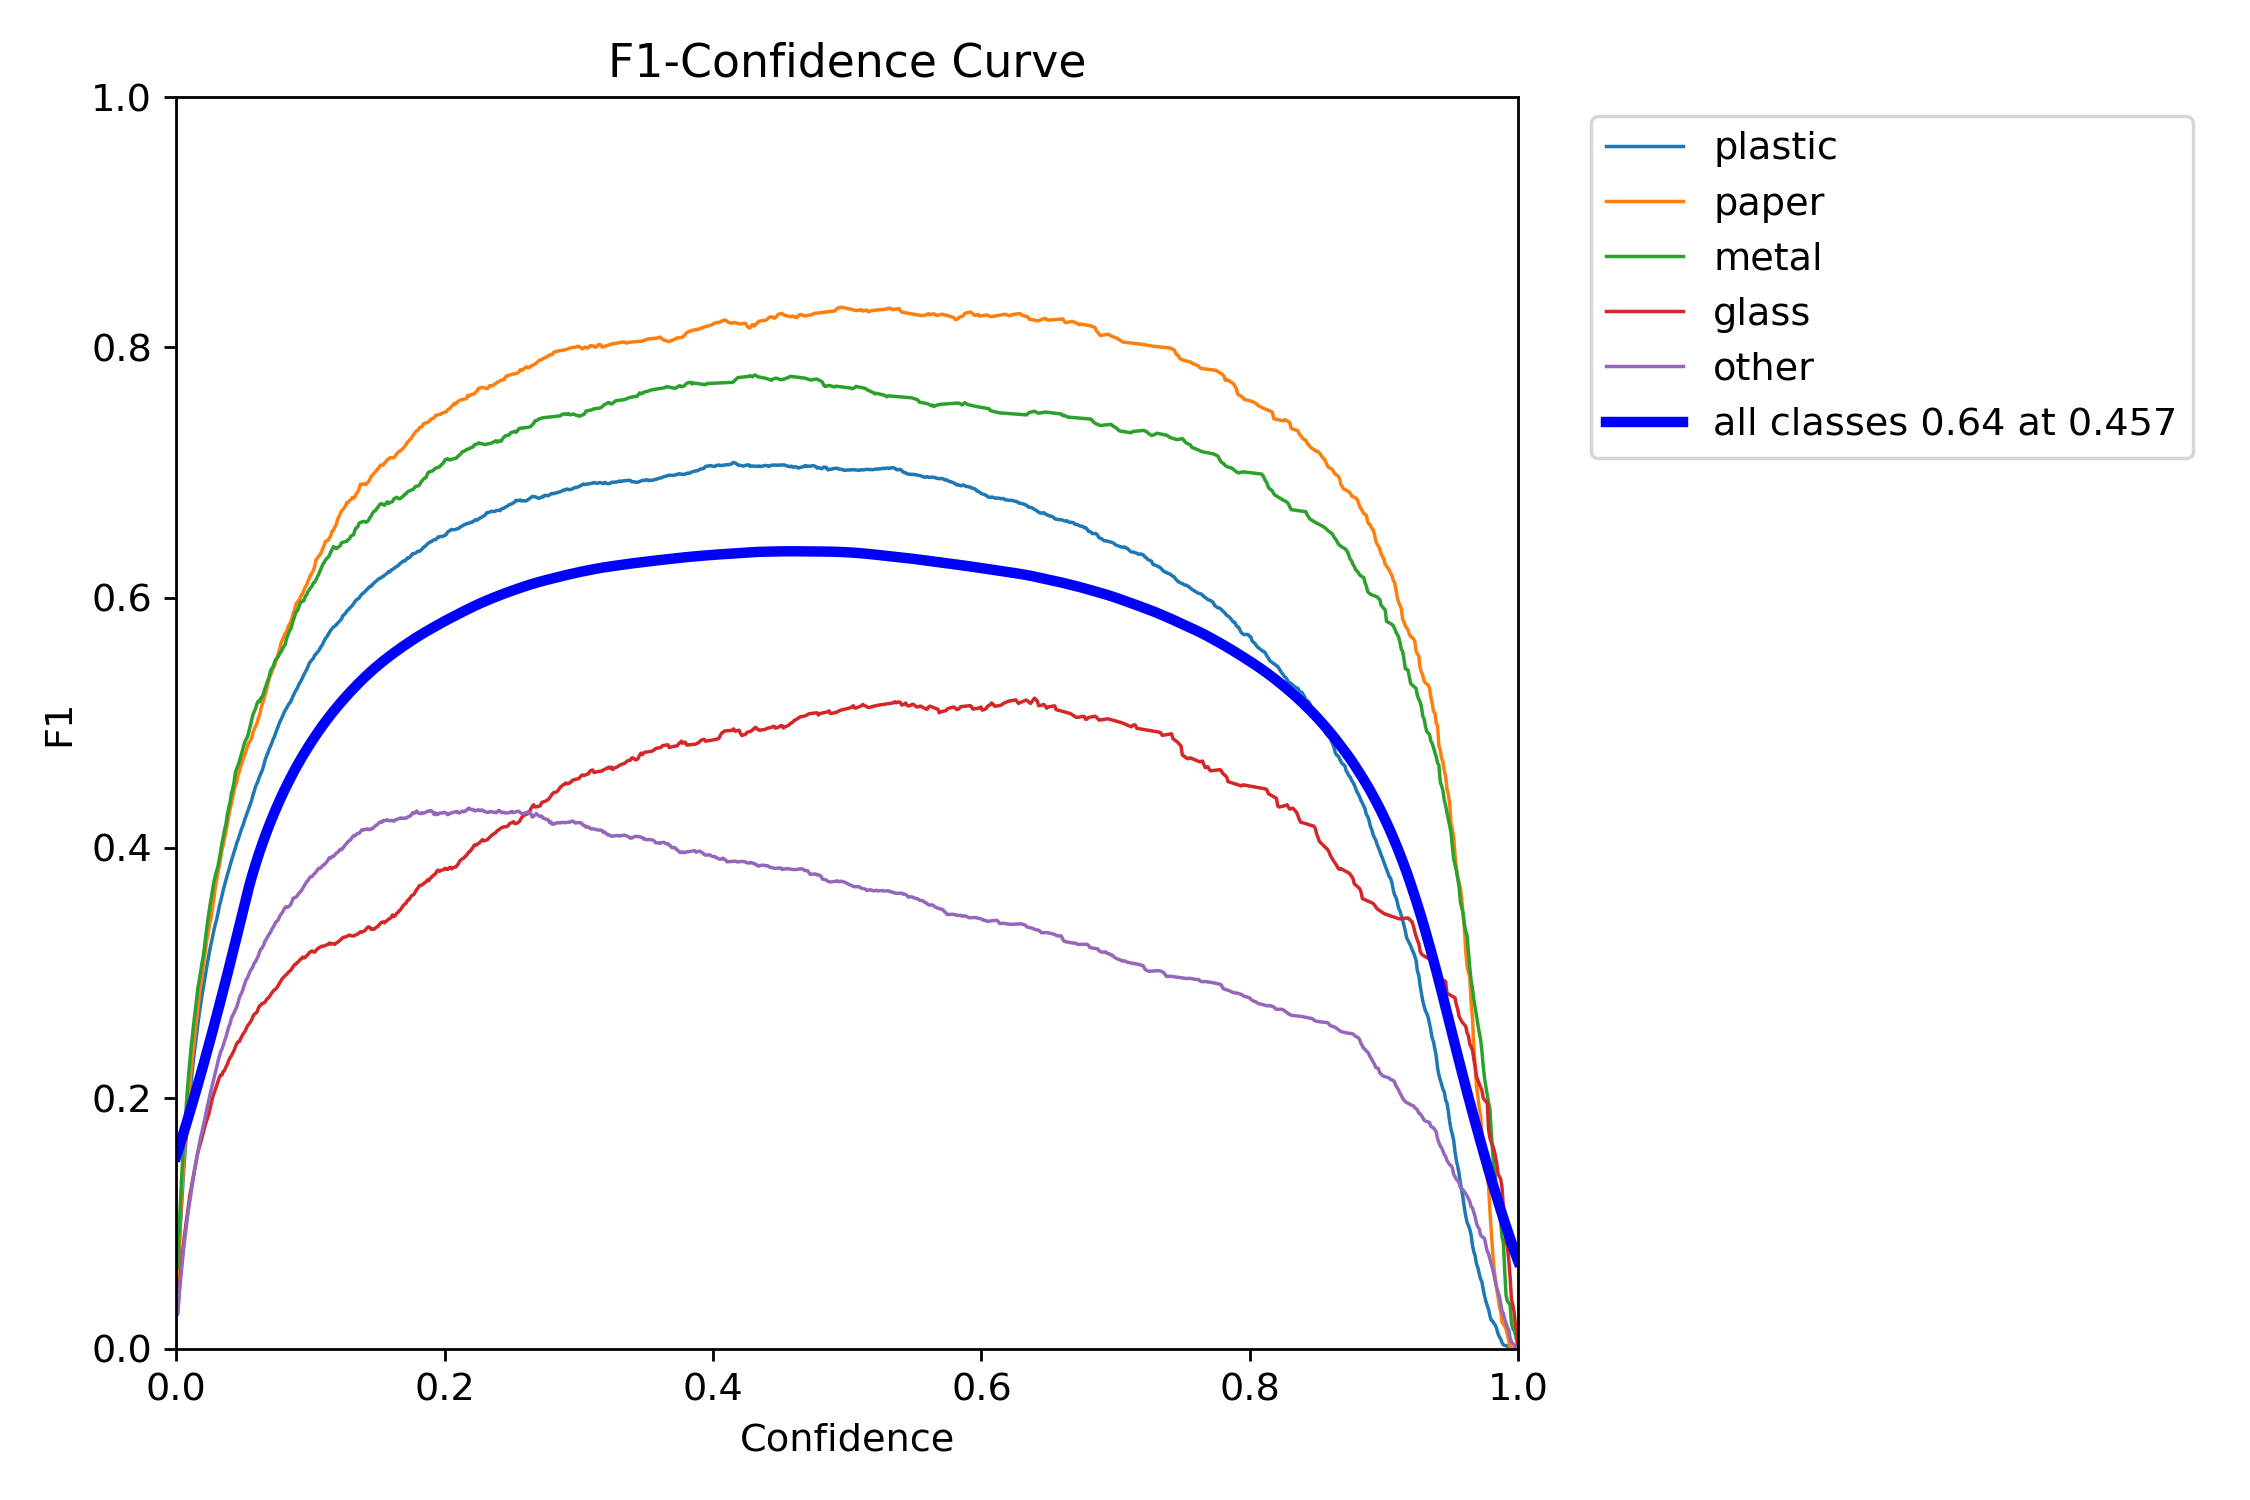 F1-Confidence Curve
1.0
0.8
0.6
0.4
0.2
0.0
F1
0.0 0.2 0.4 0.6 0.8 1.0
Confidence
plastic
paper
metal
glass
other
all classes 0.64 at 0.457